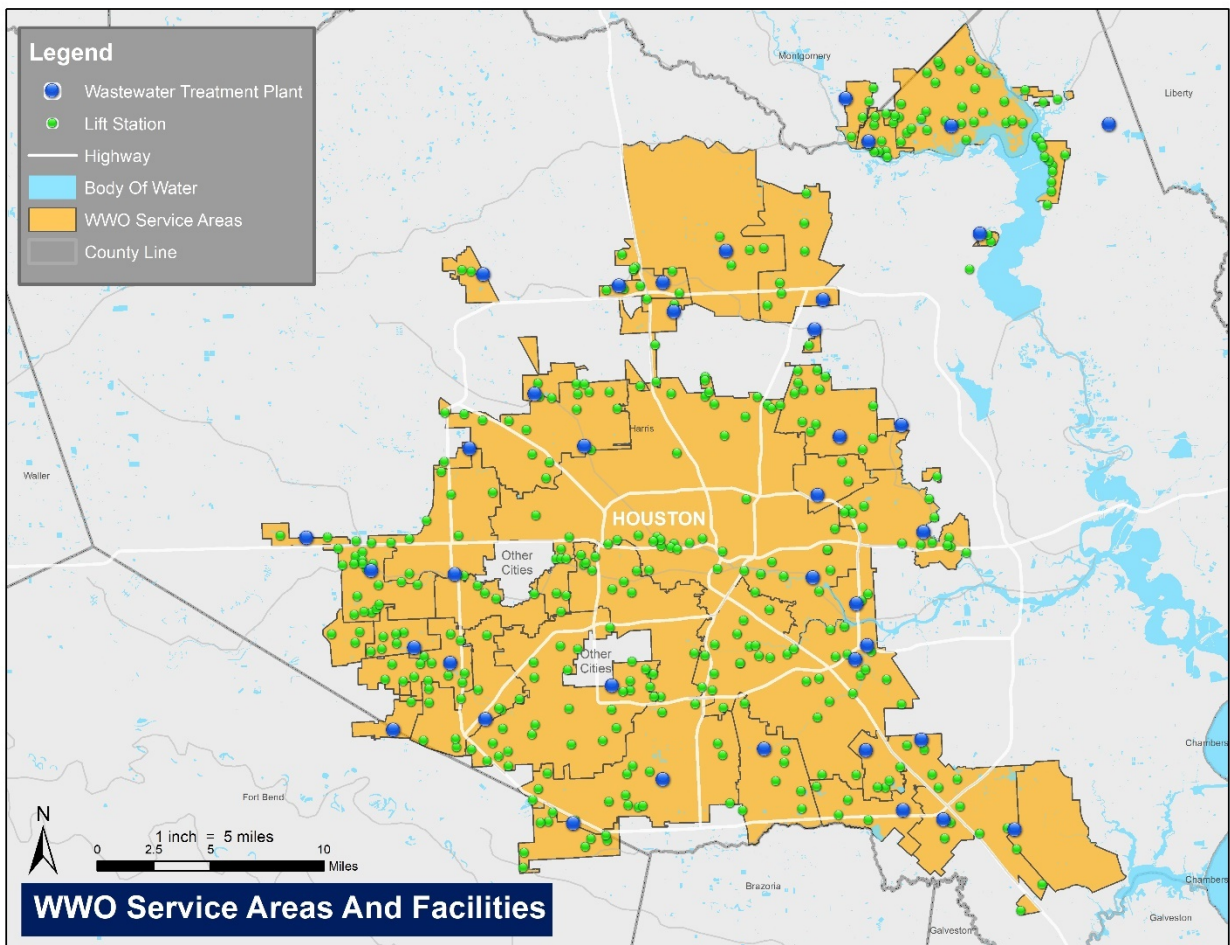 Legend
Wastewater Treatment Plant
Lift Station
Highway
Body Of Water
WWO Service Areas
County Line
Montgomery
Liberty
Harris
Waller
HOUSTON
Other
Cities
Other
Cities
Chambers
Fort Bend
N
1 inch = 5 miles
0 2.5 5 10
Miles
Chambers
Brazoria
Galveston
Galveston
WWO Service Areas And Facilities